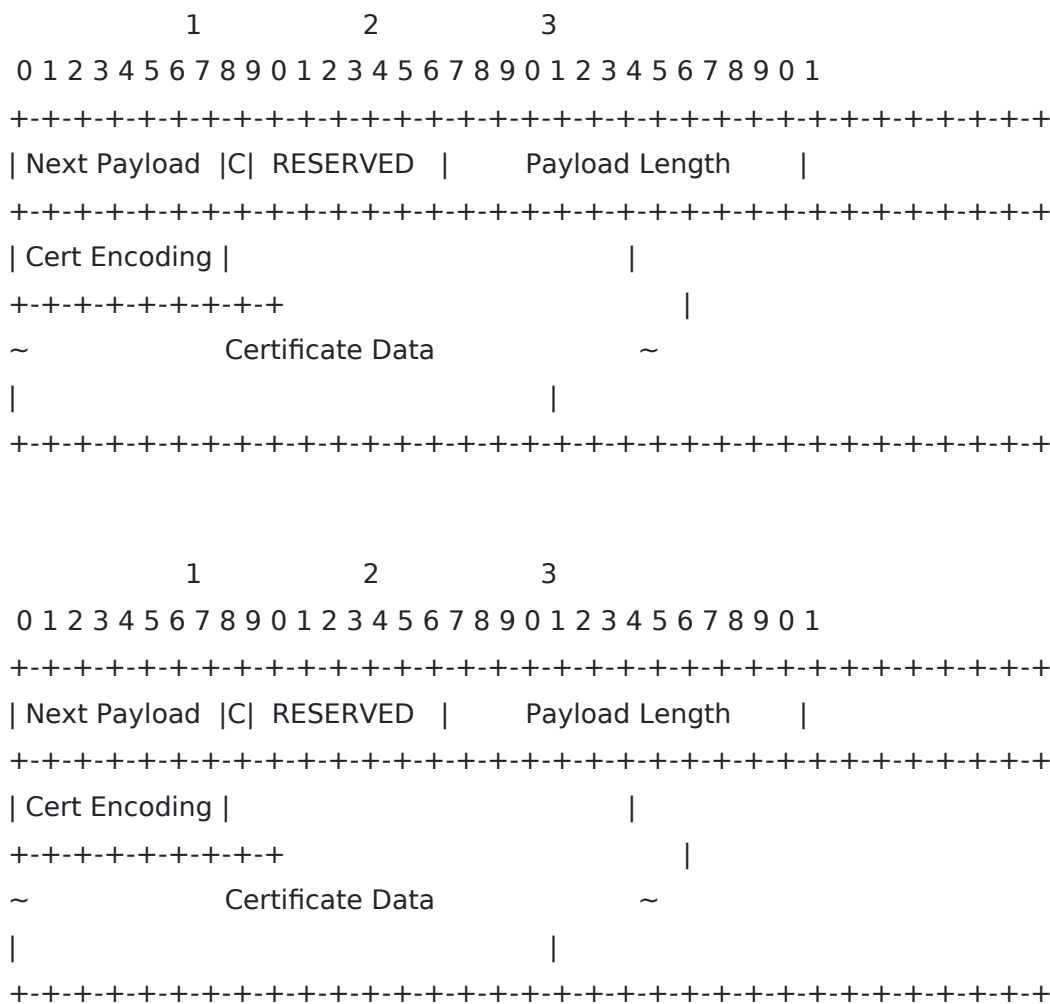 1                   2                   3
 0 1 2 3 4 5 6 7 8 9 0 1 2 3 4 5 6 7 8 9 0 1 2 3 4 5 6 7 8 9 0 1
+-+-+-+-+-+-+-+-+-+-+-+-+-+-+-+-+-+-+-+-+-+-+-+-+-+-+-+-+-+-+-+-+
| Next Payload  |C|  RESERVED   |         Payload Length        |
+-+-+-+-+-+-+-+-+-+-+-+-+-+-+-+-+-+-+-+-+-+-+-+-+-+-+-+-+-+-+-+-+
| Cert Encoding |                                               |
+-+-+-+-+-+-+-+-+                                               |
~                       Certificate Data                        ~
|                                                               |
+-+-+-+-+-+-+-+-+-+-+-+-+-+-+-+-+-+-+-+-+-+-+-+-+-+-+-+-+-+-+-+-+
                     1                   2                   3
 0 1 2 3 4 5 6 7 8 9 0 1 2 3 4 5 6 7 8 9 0 1 2 3 4 5 6 7 8 9 0 1
+-+-+-+-+-+-+-+-+-+-+-+-+-+-+-+-+-+-+-+-+-+-+-+-+-+-+-+-+-+-+-+-+
| Next Payload  |C|  RESERVED   |         Payload Length        |
+-+-+-+-+-+-+-+-+-+-+-+-+-+-+-+-+-+-+-+-+-+-+-+-+-+-+-+-+-+-+-+-+
| Cert Encoding |                                               |
+-+-+-+-+-+-+-+-+                                               |
~                       Certificate Data                        ~
|                                                               |
+-+-+-+-+-+-+-+-+-+-+-+-+-+-+-+-+-+-+-+-+-+-+-+-+-+-+-+-+-+-+-+-+